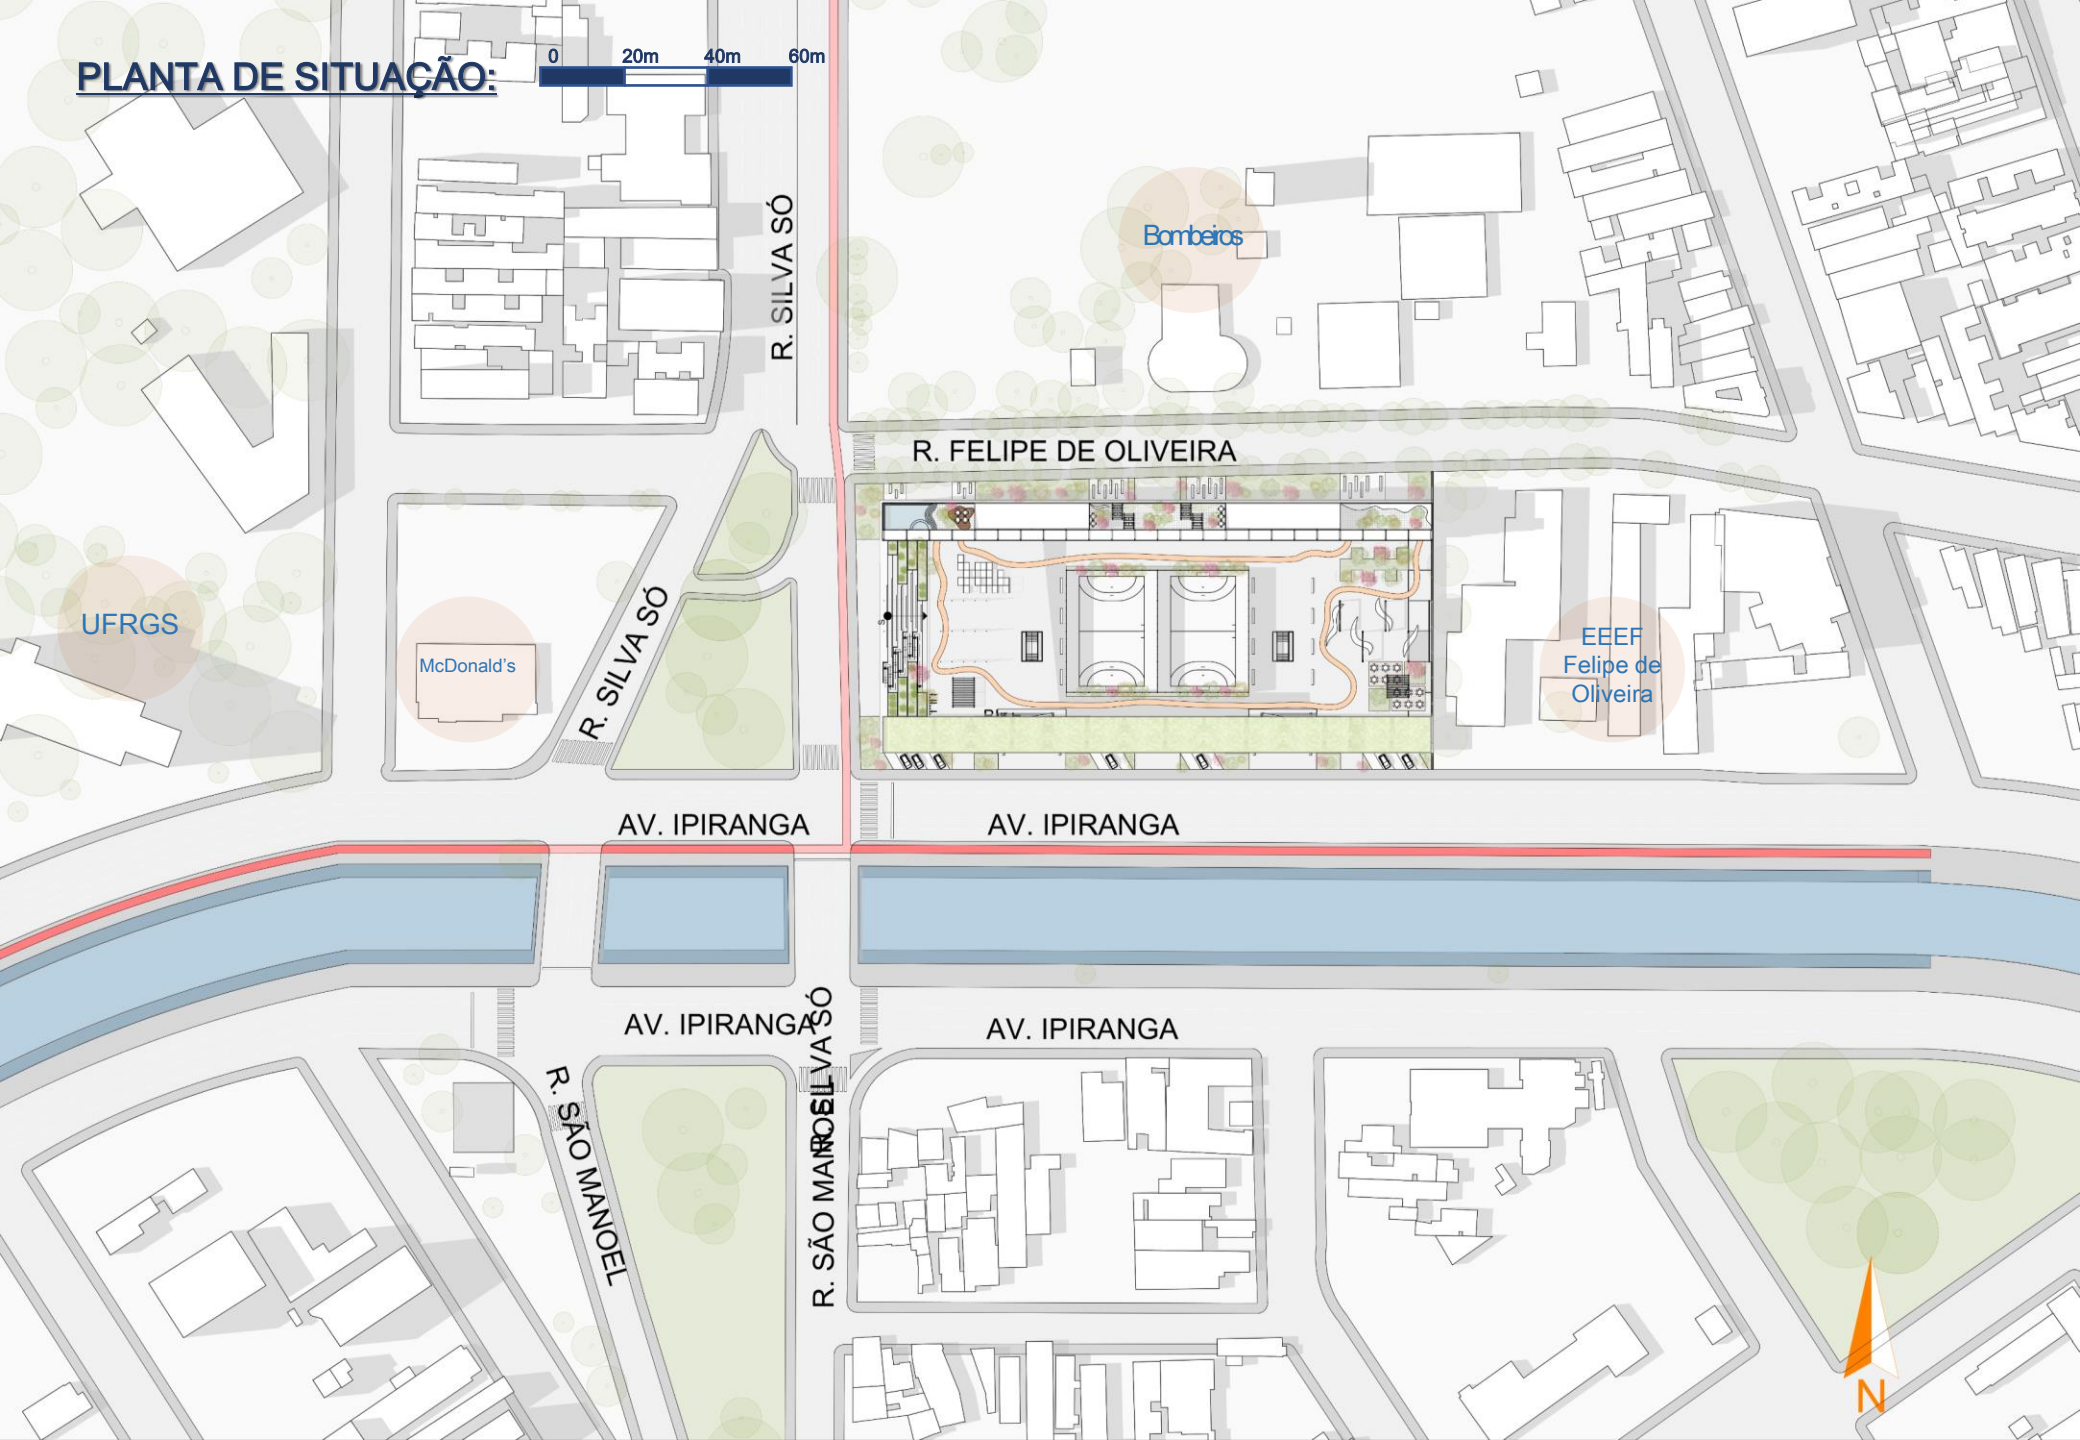 PLANTA DE SITUAÇÃO:
0 20m 40m 60m
R. SILVA SÓ
Bombeiros
R. FELIPE DE OLIVEIRA
UFRGS
McDonald's
R. SILVA SÓ
EEEF
Felipe de
Oliveira
AV. IPIRANGA
AV. IPIRANGA
AV. IPIRANGA
AV. IPIRANGA
R. SILVA SÓ
R. SÃO MANOEL
R. SÃO MANOEL
N